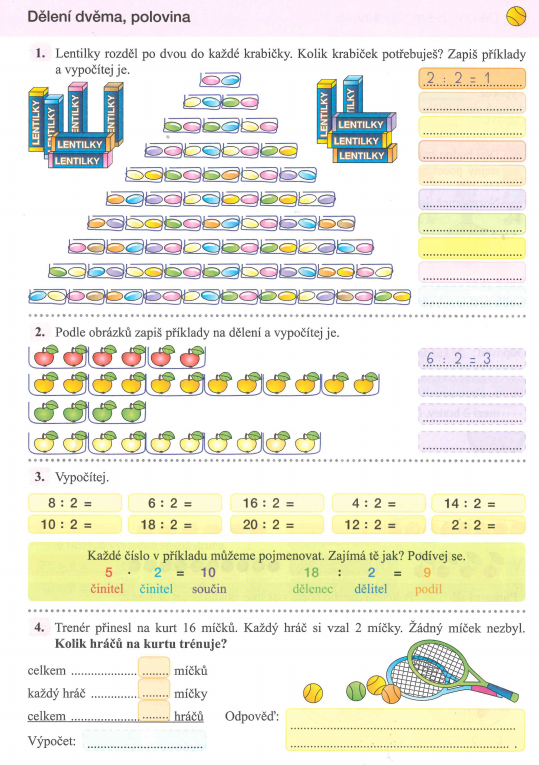 Dělení dvěma, polovina
1. Lentilky rozděl po dvou do každé krabičky. Kolik krabiček potřebuješ? Zapiš příklady
a vypočítej je.
2 : 2 = 1
LENTILKY
LENTILKY
LENTILKY
LENTILKY
LENTILKY
LENTILKY
LENTILKY
LENTILKY
LENTILKY
LENTILKY
LENTILKY
2. Podle obrázků zapiš příklady na dělení a vypočítej je.
6 : 2 = 3
3. Vypočítej.
8 : 2 = 6 : 2 = 16 : 2 = 4 : 2 = 14 : 2 =
10 : 2 = 18 : 2 = 20 : 2 = 12 : 2 = 2 : 2 =
Každé číslo v příkladu můžeme pojmenovat. Zajímá tě jak? Podívej se.
5 · 2 = 10 18 : 2 = 9
činitel činitel součin dělenec dělitel podíl
4. Trenér přinesl na kurt 16 míčků. Každý hráč si vzal 2 míčky. Žádný míček nezbyl.
Kolik hráčů na kurtu trénuje?
celkem .................... ........ míčků
každý hráč ............ ........ míčky
celkem .................... ........ hráčů Odpověď: ............................................................
Výpočet: .............................. ............................................................ .